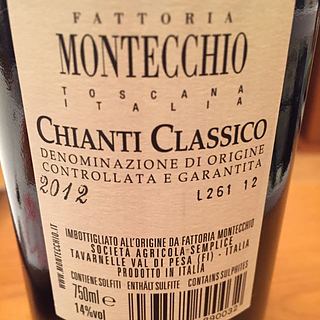 FATTORIA
MONTECCHIO
TOSCANA
ITALIA
CHIANTI CLASSICO
DENOMINAZIONE DI ORIGINE
CONTROLLATA E GARANTITA
2012
L261 12
IMBOTTIGLIATO ALL'ORIGINE DA FATTORIA MONTECCHIO
SOCIETÀ AGRICOLA SEMPLICE
TAVARNELLE VAL DI PESA (FI) - ITALIA
PRODOTTO IN ITALIA
CONTIENE SOLFITI ENTHÄLT SULFITE CONTAINS SULPHITES
750ml e
14%vol
WWW.MONTECCHIO.IT